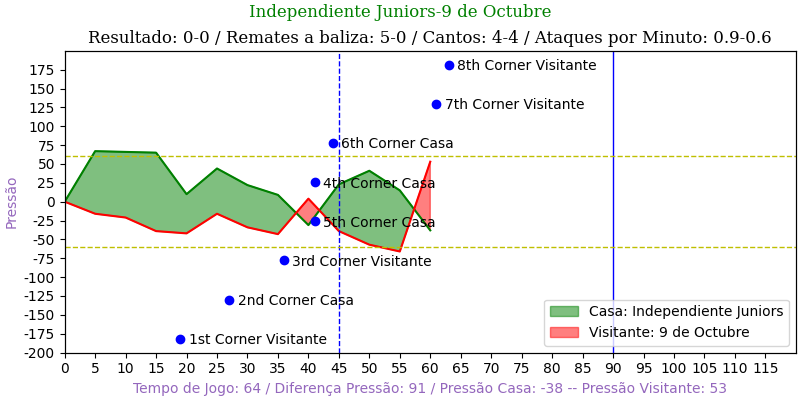 Independiente Juniors-9 de Octubre
Resultado: 0-0 / Remates a baliza: 5-0 / Cantos: 4-4 / Ataques por Minuto: 0.9-0.6
Pressão
175
150
125
100
75
50
25
0
-25
-50
-75
-100
-125
-150
-175
-200
8th Corner Visitante
7th Corner Visitante
6th Corner Casa
4th Corner Casa
5th Corner Casa
3rd Corner Visitante
2nd Corner Casa
1st Corner Visitante
Casa: Independiente Juniors
Visitante: 9 de Octubre
0 5 10 15 20 25 30 35 40 45 50 55 60 65 70 75 80 85 90 95 100 105 110 115
Tempo de Jogo: 64 / Diferença Pressão: 91 / Pressão Casa: -38 -- Pressão Visitante: 53